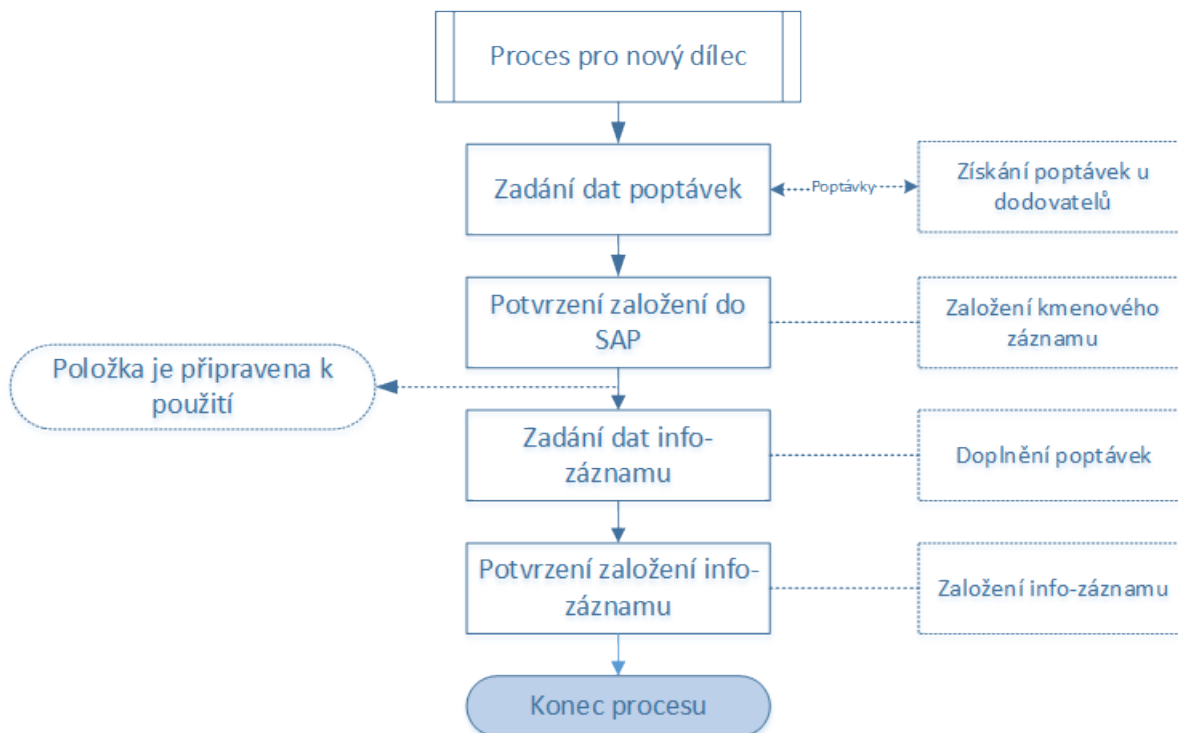 Proces pro nový dílec
Zadání dat poptávek
Poptávky
Získání poptávek u
dodovatelů
Potvrzení založení do
SAP
Založení kmenového
záznamu
Položka je připravena k
použití
Zadání dat info-
záznamu
Doplnění poptávek
Potvrzení založení info-
záznamu
Založení info-záznamu
Konec procesu